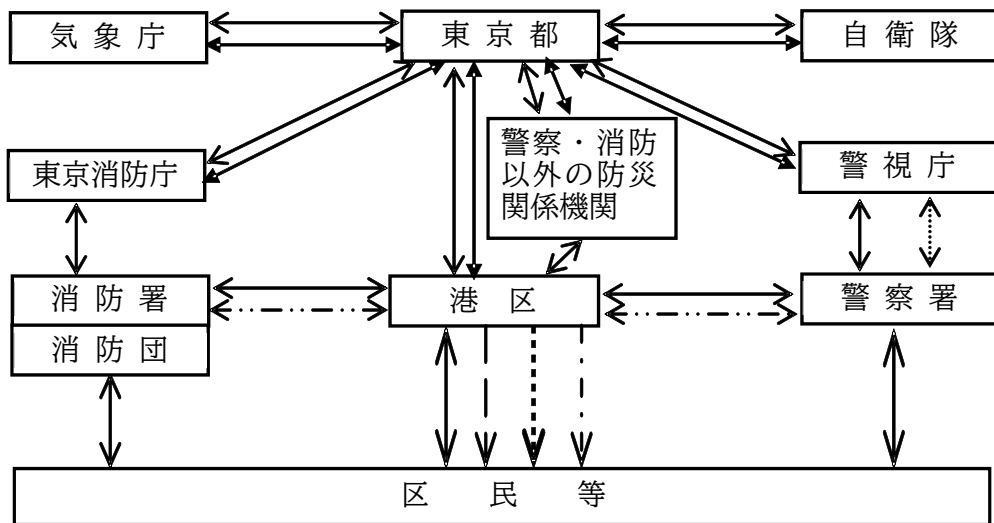 気象庁
東京都
自衛隊
警察・消防
以外の防災
関係機関
東京消防庁
警視庁
消防署
港区
警察署
消防団
区民等